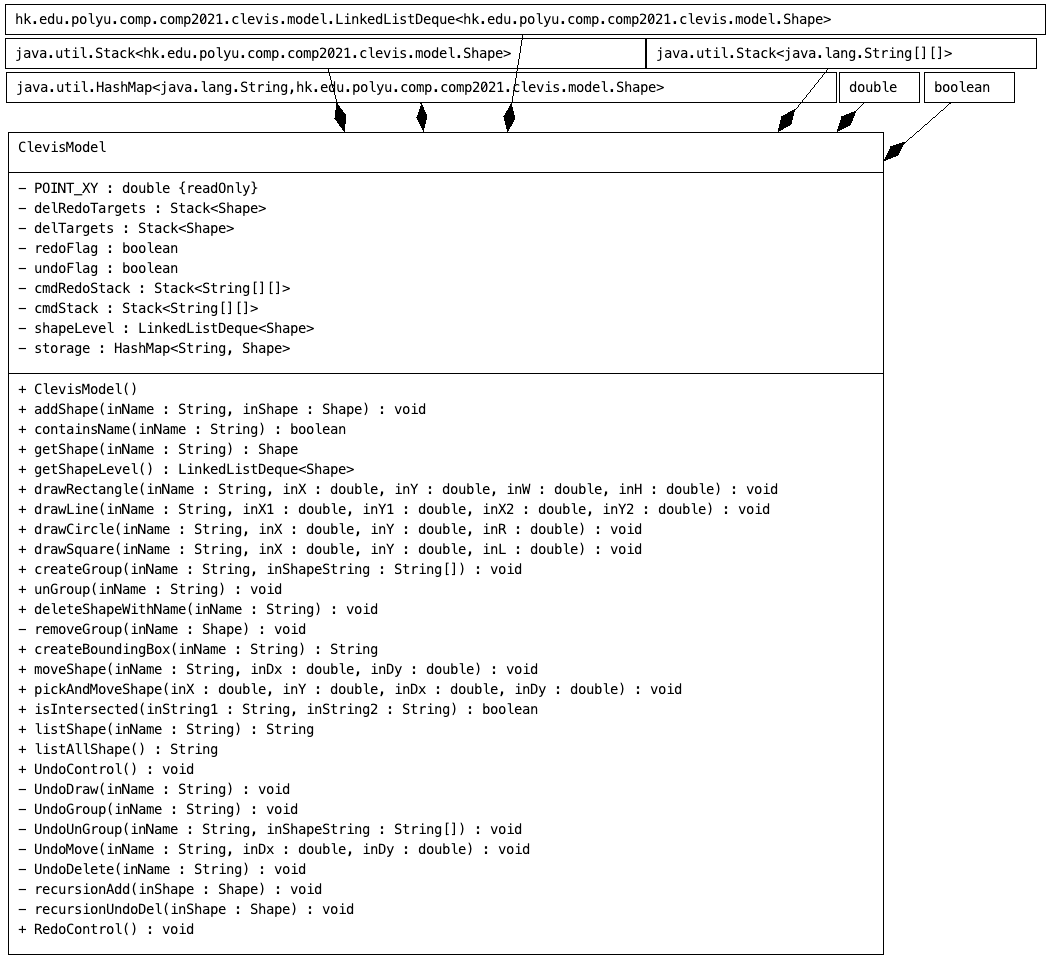 hk.edu.polyu.comp.comp2021.clevis.model.LinkedListDeque<hk.edu.polyu.comp.comp2021.clevis.model.Shape>
java.util.Stack<hk.edu.polyu.comp.comp2021.clevis.model.Shape> java.util.Stack<java.lang.String[][]>
java.util.HashMap<java.lang.String,hk.edu.polyu.comp.comp2021.clevis.model.Shape> double boolean
ClevisModel
− POINT_XY : double {readOnly}
− delRedoTargets : Stack<Shape>
− delTargets : Stack<Shape>
− redoFlag : boolean
− undoFlag : boolean
− cmdRedoStack : Stack<String[][]>
− cmdStack : Stack<String[][]>
− shapeLevel : LinkedListDeque<Shape>
− storage : HashMap<String, Shape>
+ ClevisModel()
+ addShape(inName : String, inShape : Shape) : void
+ containsName(inName : String) : boolean
+ getShape(inName : String) : Shape
+ getShapeLevel() : LinkedListDeque<Shape>
+ drawRectangle(inName : String, inX : double, inY : double, inW : double, inH : double) : void
+ drawLine(inName : String, inX1 : double, inY1 : double, inX2 : double, inY2 : double) : void
+ drawCircle(inName : String, inX : double, inY : double, inR : double) : void
+ drawSquare(inName : String, inX : double, inY : double, inL : double) : void
+ createGroup(inName : String, inShapeString : String[]) : void
+ unGroup(inName : String) : void
+ deleteShapeWithName(inName : String) : void
− removeGroup(inName : Shape) : void
+ createBoundingBox(inName : String) : String
+ moveShape(inName : String, inDx : double, inDy : double) : void
+ pickAndMoveShape(inX : double, inY : double, inDx : double, inDy : double) : void
+ isIntersected(inString1 : String, inString2 : String) : boolean
+ listShape(inName : String) : String
+ listAllShape() : String
+ UndoControl() : void
− UndoDraw(inName : String) : void
− UndoGroup(inName : String) : void
− UndoUnGroup(inName : String, inShapeString : String[]) : void
− UndoMove(inName : String, inDx : double, inDy : double) : void
− UndoDelete(inName : String) : void
− recursionAdd(inShape : Shape) : void
− recursionUndoDel(inShape : Shape) : void
+ RedoControl() : void